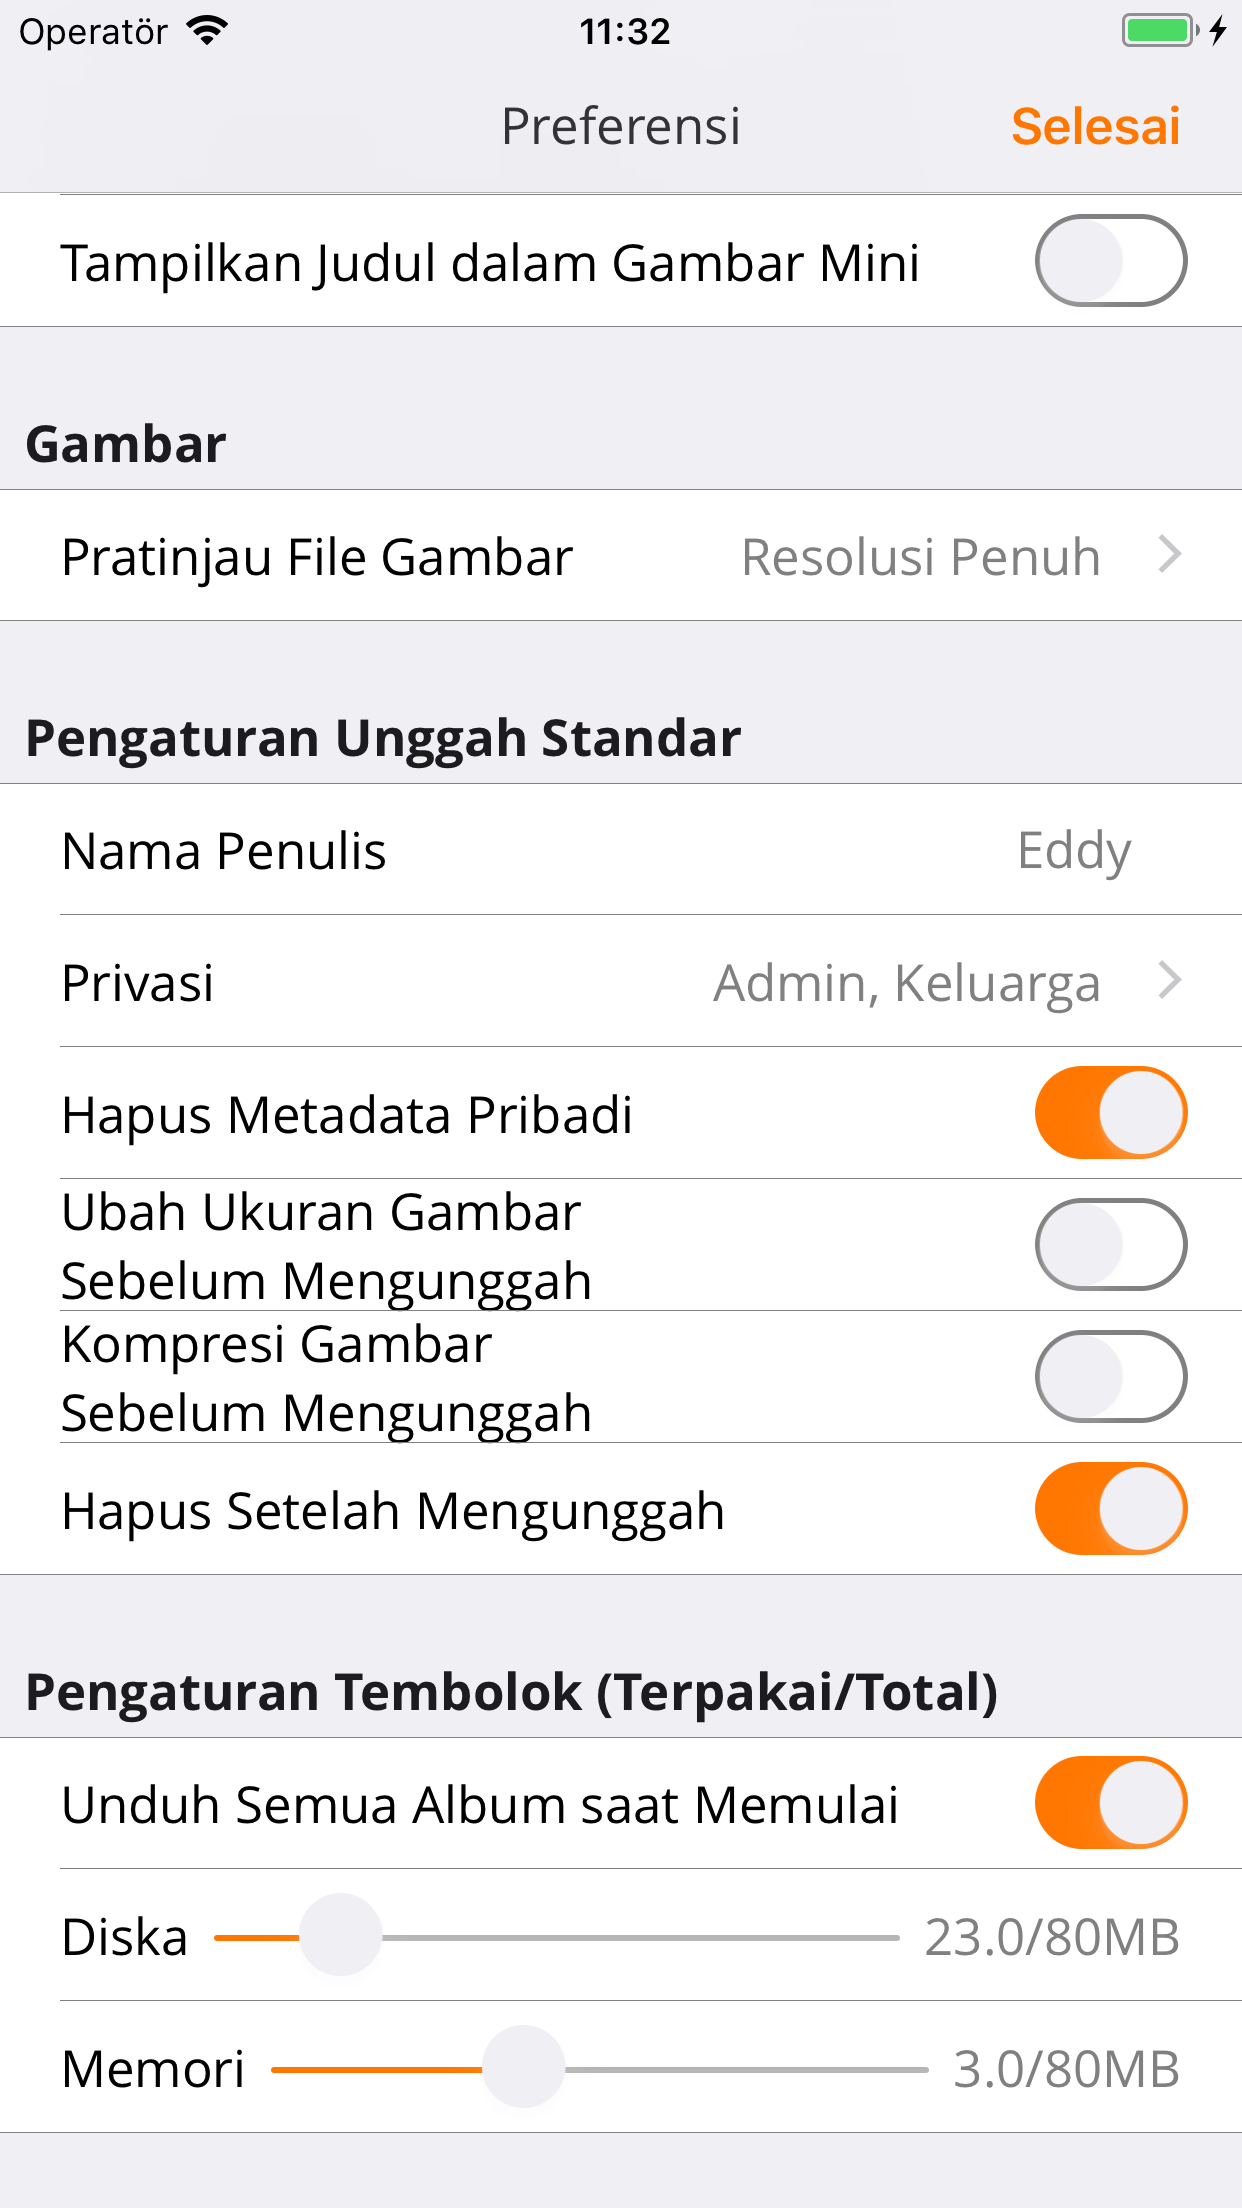 Operatör 11:32
Preferensi Selesai
Tampilkan Judul dalam Gambar Mini
Gambar
Pratinjau File Gambar Resolusi Penuh
Pengaturan Unggah Standar
Nama Penulis Eddy
Privasi Admin, Keluarga
Hapus Metadata Pribadi
Ubah Ukuran Gambar
Sebelum Mengunggah
Kompresi Gambar
Sebelum Mengunggah
Hapus Setelah Mengunggah
Pengaturan Tembolok (Terpakai/Total)
Unduh Semua Album saat Memulai
Diska 23.0/80MB
Memori 3.0/80MB